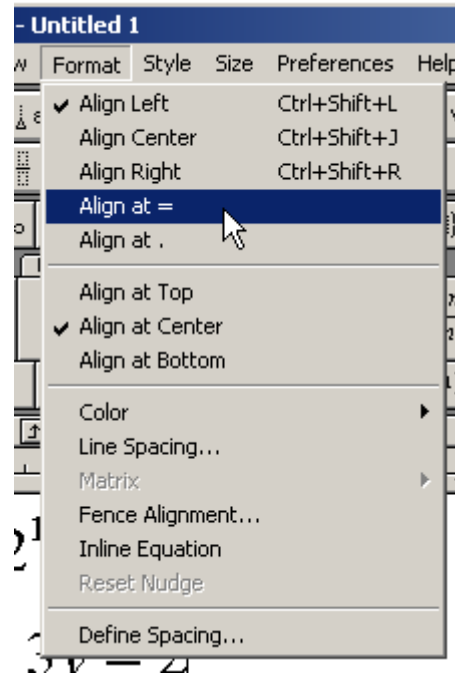 - Untitled 1
w Format Style Size Preferences Help
Align Left Ctrl+Shift+L
Align Center Ctrl+Shift+J
Align Right Ctrl+Shift+R
Align at =
Align at .
Align at Top
Align at Center
Align at Bottom
Color
Line Spacing...
Matrix
Fence Alignment...
Inline Equation
Reset Nudge
Define Spacing...